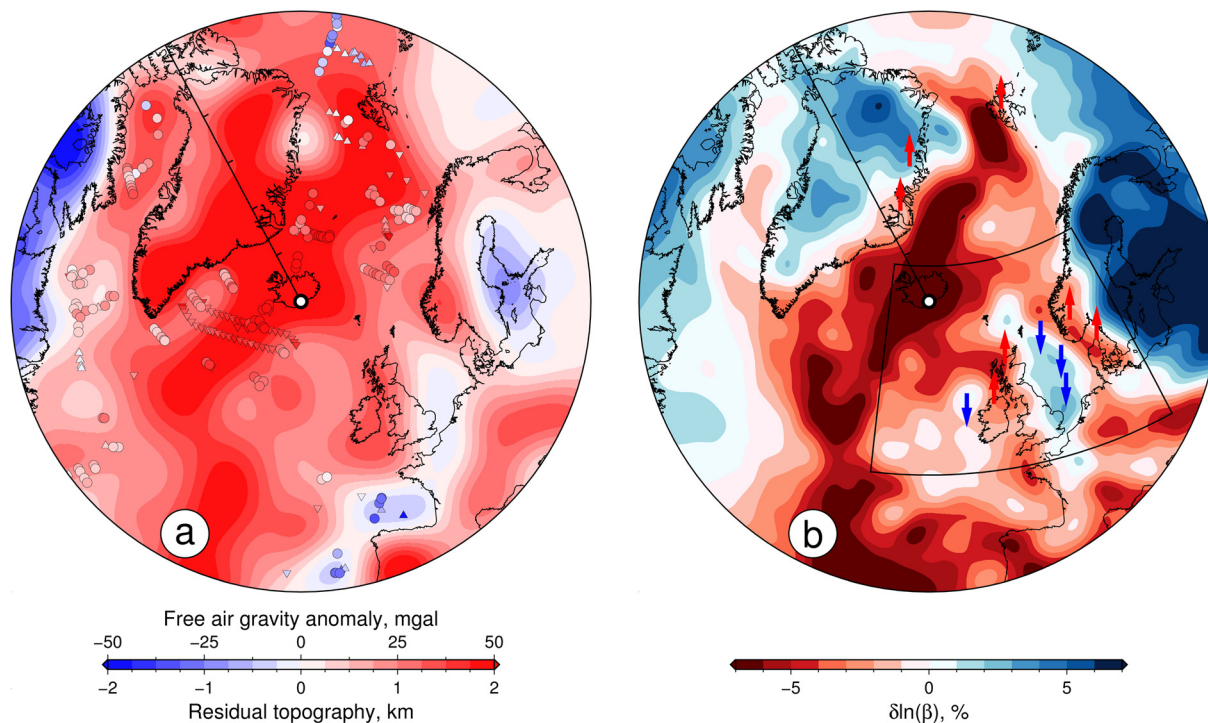 a
b
Free air gravity anomaly, mgal
−50 −25 0 25 50
−2 −1 0 1 2
Residual topography, km
−5 0 5
δln(β), %